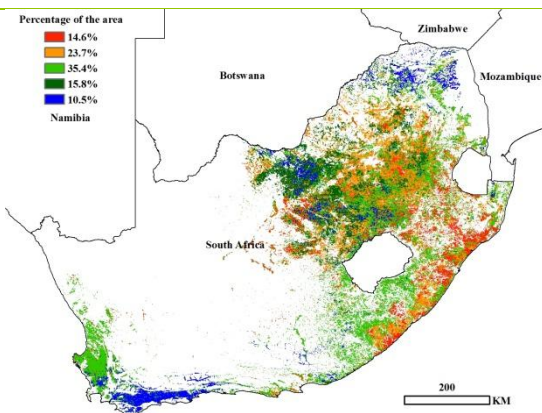 Percentage of the area
14.6%
23.7%
35.4%
15.8%
10.5%
Zimbabwe
Botswana
Mozambique
Namibia
South Africa
200
KM